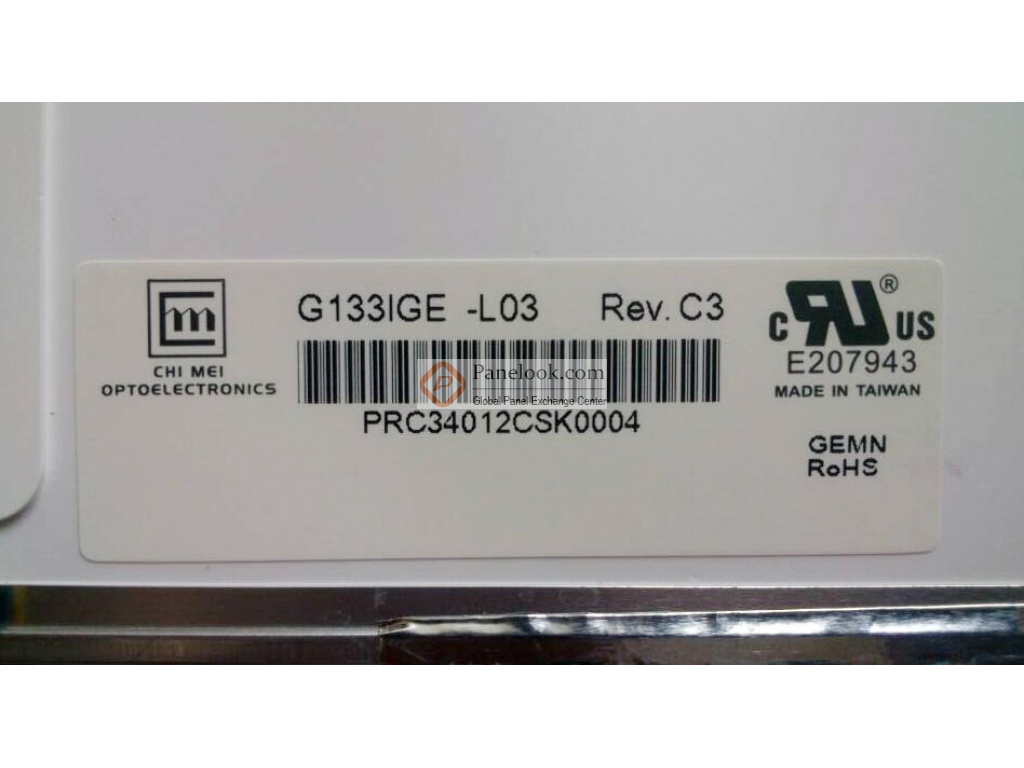 G133IGE -L03 Rev. C3
CHI MEI
OPTOELECTRONICS
Panelook.com
Global Panel Exchange Center
PRC34012CSK0004
C UR ® US
E207943
MADE IN TAIWAN
GEMN
RoHS